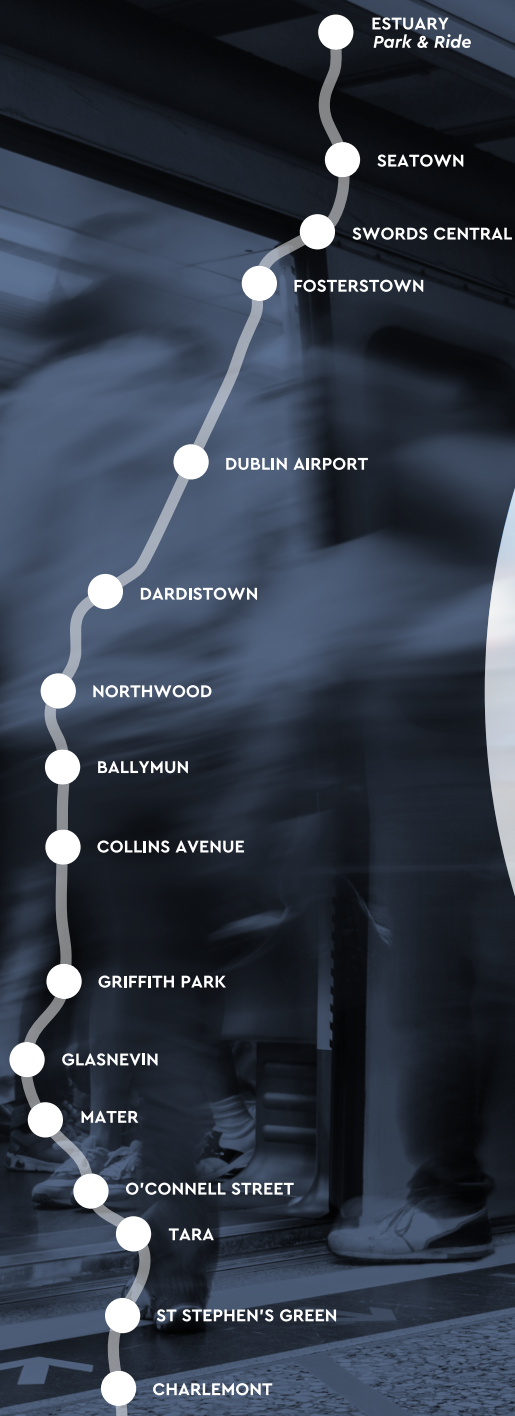 ESTUARY
Park & Ride
SEATOWN
SWORDS CENTRAL
FOSTERSTOWN
DUBLIN AIRPORT
DARDISTOWN
NORTHWOOD
BALLYMUN
COLLINS AVENUE
GRIFFITH PARK
GLASNEVIN
MATER
O'CONNELL STREET
TARA
ST STEPHEN'S GREEN
CHARLEMONT